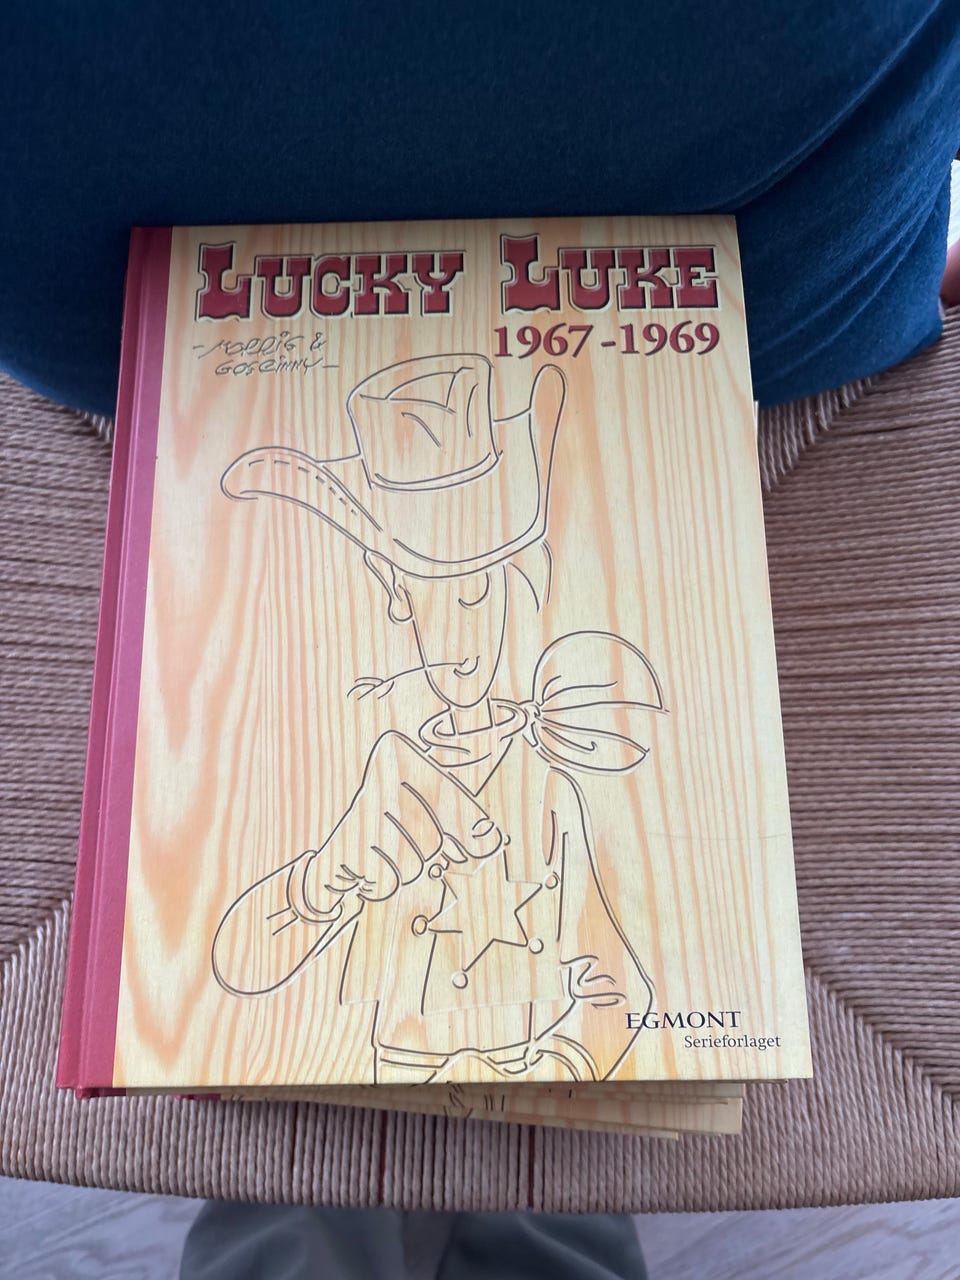 LUCKY LUKE
1967-1969
- MORRIS &
GOSCINNY -
EGMONT
Serieforlaget